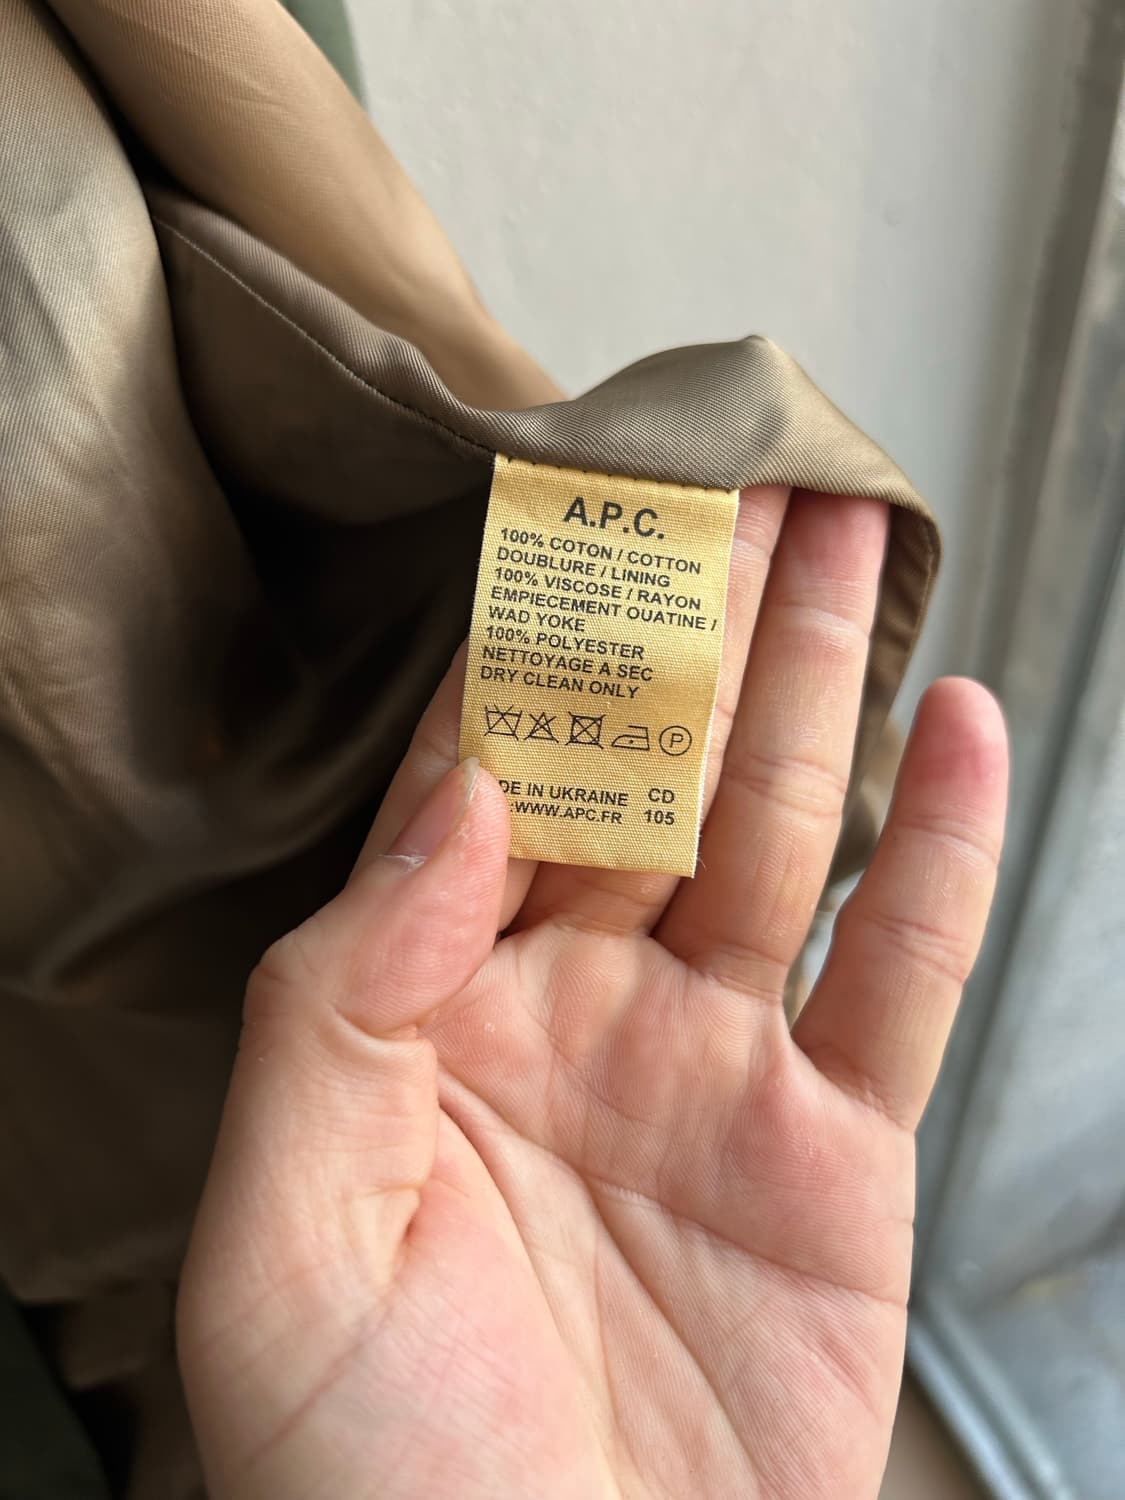 A.P.C.
100% COTON / COTTON
DOUBLURE / LINING
100% VISCOSE / RAYON
EMPIECEMENT OUATINE /
WAD YOKE
100% POLYESTER
NETTOYAGE A SEC
DRY CLEAN ONLY
P
DE IN UKRAINE CD
:WWW.APC.FR 105